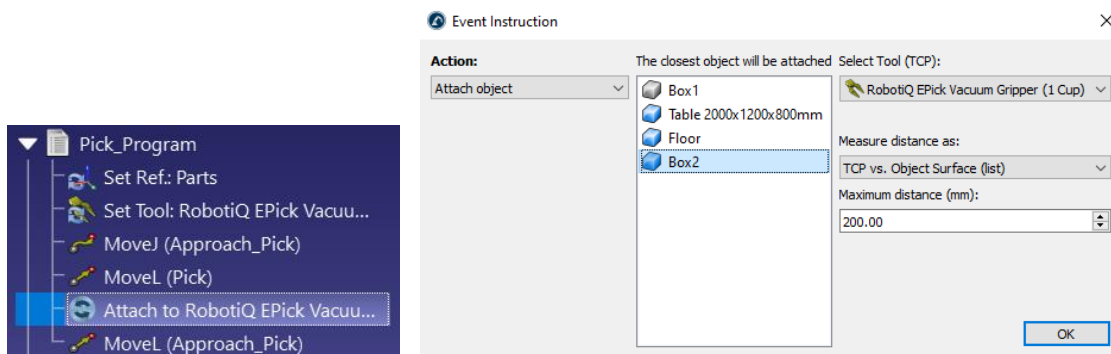 Pick_Program
Set Ref.: Parts
Set Tool: RobotiQ EPick Vacuu...
MoveJ (Approach_Pick)
MoveL (Pick)
Attach to RobotiQ EPick Vacuu...
MoveL (Approach_Pick)
Event Instruction
Action:
Attach object
The closest object will be attached
Box1
Table 2000x1200x800mm
Floor
Box2
Select Tool (TCP):
RobotiQ EPick Vacuum Gripper (1 Cup)
Measure distance as:
TCP vs. Object Surface (list)
Maximum distance (mm):
200.00
OK